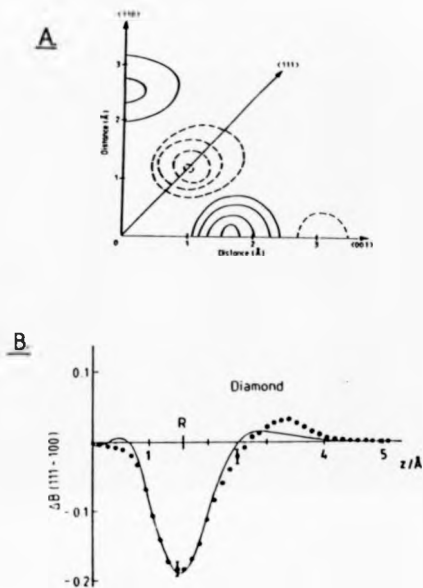 A
(110)
(111)
3
2
1
Distance (Å)
0
1
2
3
(001)
Distance (Å)
B
0.1
Diamond
R
0
1
4
5
z/Å
ΔB (111 - 100)
- 0.1
- 0.2